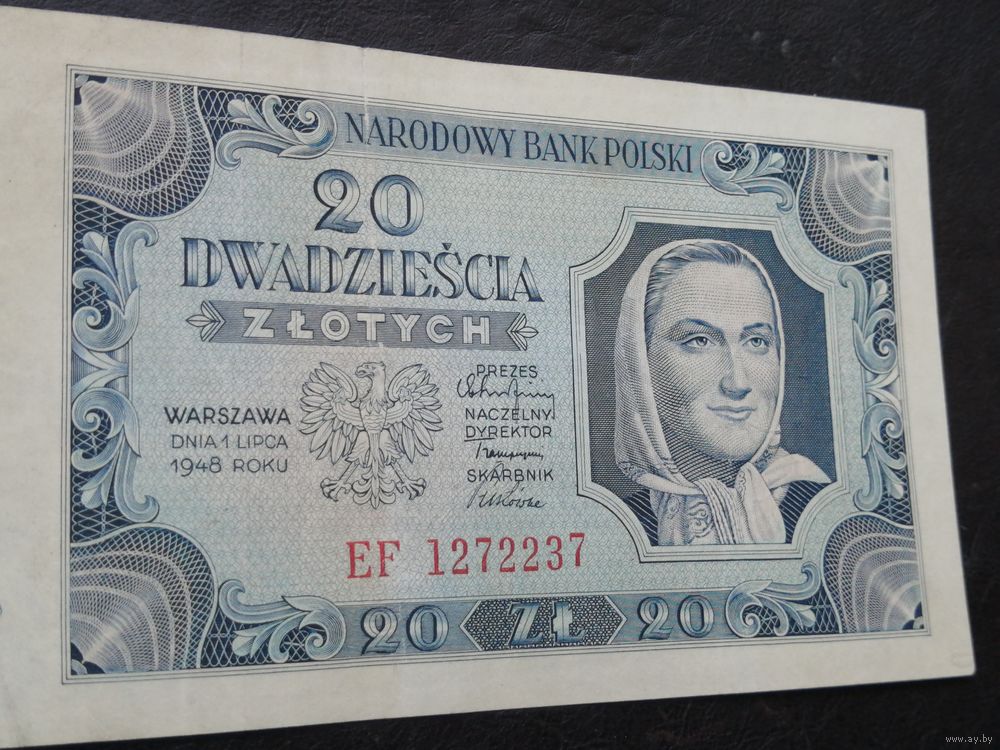 NARODOWY BANK POLSKI
20
DWADZIEŚCIA
ZŁOTYCH
PREZES
WARSZAWA
DNIA 1 LIPCA
1948 ROKU
NACZELNY
DYREKTOR
SKARBNIK
EF 1272237
20 ZŁ 20
www.ay.by